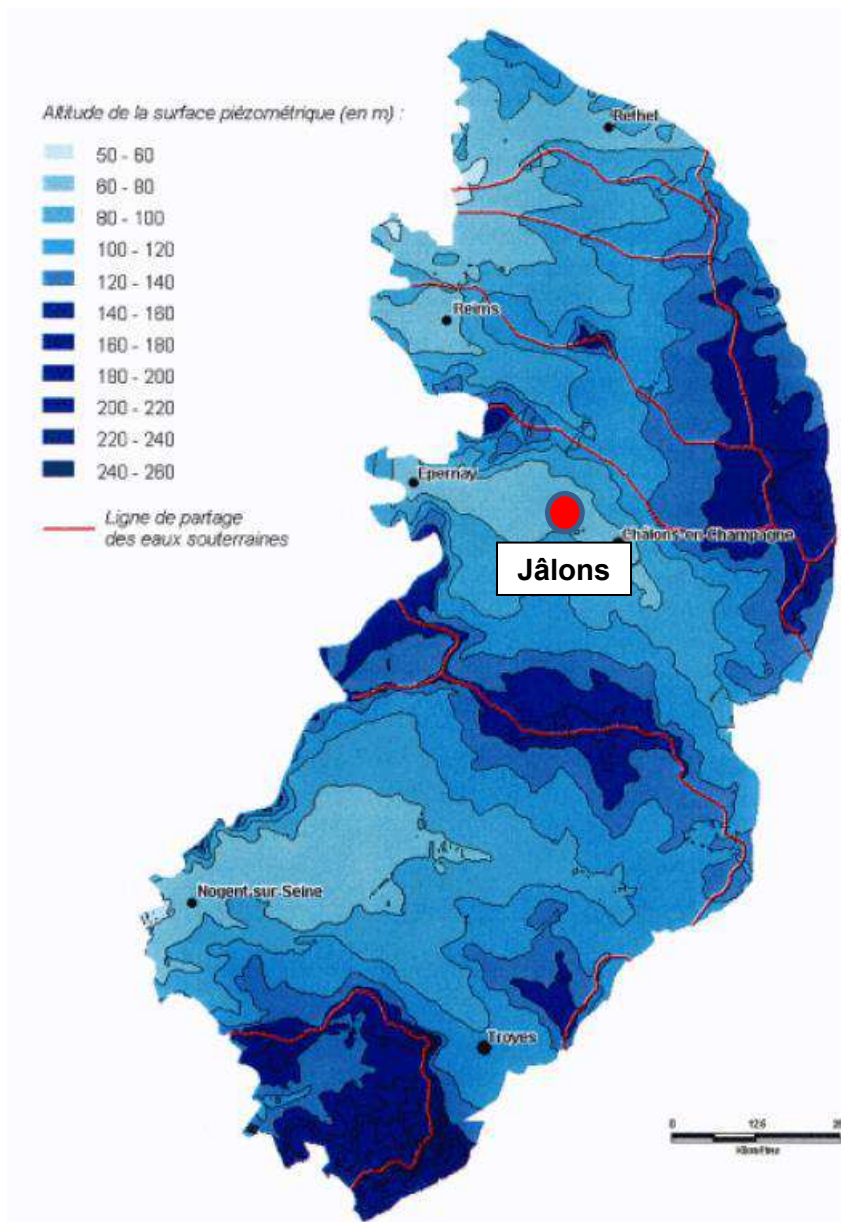 Altitude de la surface piézométrique (en m) :
50 - 60
60 - 80
80 - 100
100 - 120
120 - 140
140 - 160
160 - 180
180 - 200
200 - 220
220 - 240
240 - 260
Ligne de partage
des eaux souterraines
Rethel
Reims
Epernay
Châlons-en-Champagne
Jâlons
Nogent-sur-Seine
Troyes
0 12,5
Kilomètres